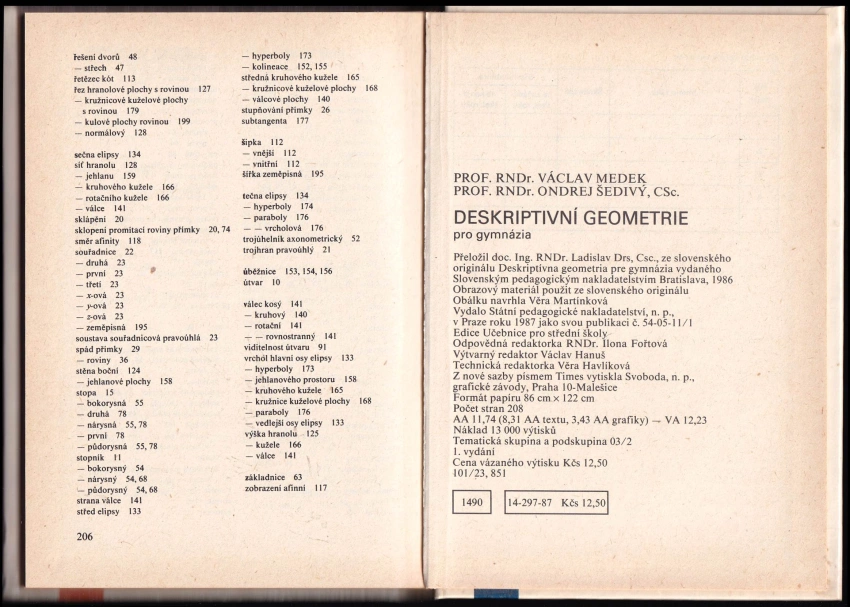 řešení dvorů 48
— střech 47
řetězec kót 113
řez hranolové plochy s rovinou 127
— kružnicové kuželové plochy
s rovinou 179
— kulové plochy rovinou 199
— normálový 128
sečna elipsy 134
síť hranolu 128
— jehlanu 159
— kruhového kužele 166
— rotačního kužele 166
— válce 141
sklápění 20
sklopení promítací roviny přímky 20, 74
směr afinity 118
souřadnice 22
— druhá 23
— první 23
— třetí 23
— x-ová 23
— y-ová 23
— z-ová 23
— zeměpisná 195
soustava souřadnicová pravoúhlá 23
spád přímky 29
— roviny 36
stěna boční 124
— jehlanové plochy 158
stopa 15
— bokorysná 55
— druhá 78
— nárysná 55, 78
— první 78
— půdorysná 55, 78
stopník 11
— bokorysný 54
— nárysný 54, 68
— půdorysný 54, 68
strana válce 141
střed elipsy 133
— hyperboly 173
— kolineace 152, 155
středná kruhového kužele 165
— kružnicové kuželové plochy 168
— válcové plochy 140
stupňování přímky 26
subtangenta 177
šipka 112
— vnější 112
— vnitřní 112
šířka zeměpisná 195
tečna elipsy 134
— hyperboly 174
— paraboly 176
— — vrcholová 176
trojúhelník axonometrický 52
trojhran pravoúhlý 21
úběžnice 153, 154, 156
útvar 10
válec kosý 141
— kruhový 140
— rotační 141
— — rovnostranný 141
viditelnost útvaru 91
vrchol hlavní osy elipsy 133
— hyperboly 173
— jehlanového prostoru 158
— kruhového kužele 165
— kružnice kuželové plochy 168
— paraboly 176
— vedlejší osy elipsy 133
výška hranolu 125
— kužele 166
— válce 141
základnice 63
zobrazení afinní 117
206
PROF. RNDr. VÁCLAV MEDEK
PROF. RNDr. ONDREJ ŠEDIVÝ, CSc.
DESKRIPTIVNÍ GEOMETRIE
pro gymnázia
Přeložil doc. Ing. RNDr. Ladislav Drs, Csc., ze slovenského
originálu Deskriptívna geometria pre gymnáziá vydaného
Slovenským pedagogickým nakladatelstvím Bratislava, 1986
Obrazový materiál použit ze slovenského originálu
Obálku navrhla Věra Martínková
Vydalo Státní pedagogické nakladatelství, n. p.,
v Praze roku 1987 jako svou publikaci č. 54-05-11/1
Edice Učebnice pro střední školy
Odpovědná redaktorka RNDr. Ilona Fořtová
Výtvarný redaktor Václav Hanuš
Technická redaktorka Věra Havlíková
Z nové sazby písmem Times vytiskla Svoboda, n. p.,
grafické závody, Praha 10-Malešice
Formát papíru 86 cm × 122 cm
Počet stran 208
AA 11,74 (8,31 AA textu, 3,43 AA grafiky) — VA 12,23
Náklad 13 000 výtisků
Tematická skupina a podskupina 03/2
1. vydání
Cena vázaného výtisku Kčs 12,50
101/23, 851
1490 14-297-87 Kčs 12,50